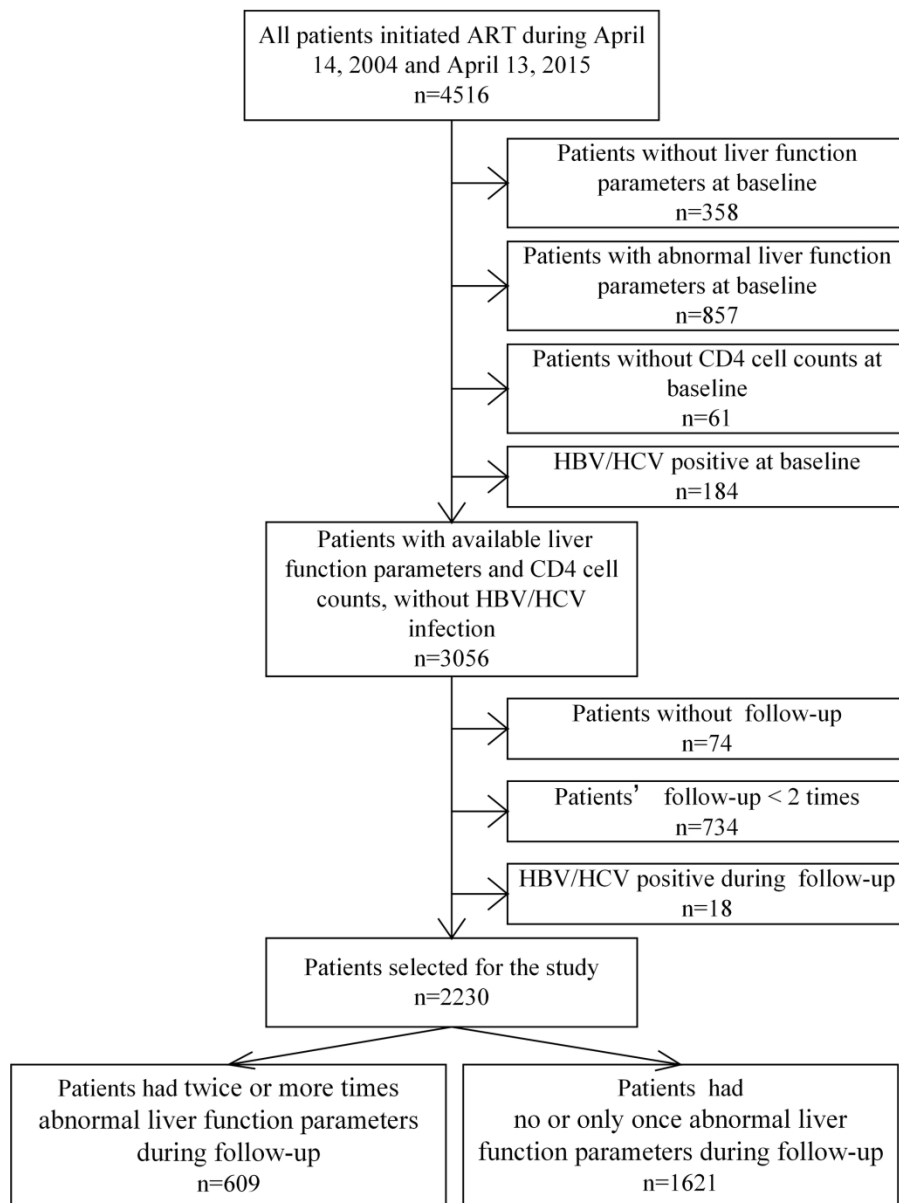 All patients initiated ART during April
14, 2004 and April 13, 2015
n=4516
Patients without liver function
parameters at baseline
n=358
Patients with abnormal liver function
parameters at baseline
n=857
Patients without CD4 cell counts at
baseline
n=61
HBV/HCV positive at baseline
n=184
Patients with available liver
function parameters and CD4 cell
counts, without HBV/HCV
infection
n=3056
Patients without follow-up
n=74
Patients’ follow-up < 2 times
n=734
HBV/HCV positive during follow-up
n=18
Patients selected for the study
n=2230
Patients had twice or more times
abnormal liver function parameters
during follow-up
n=609
Patients had
no or only once abnormal liver
function parameters during follow-up
n=1621